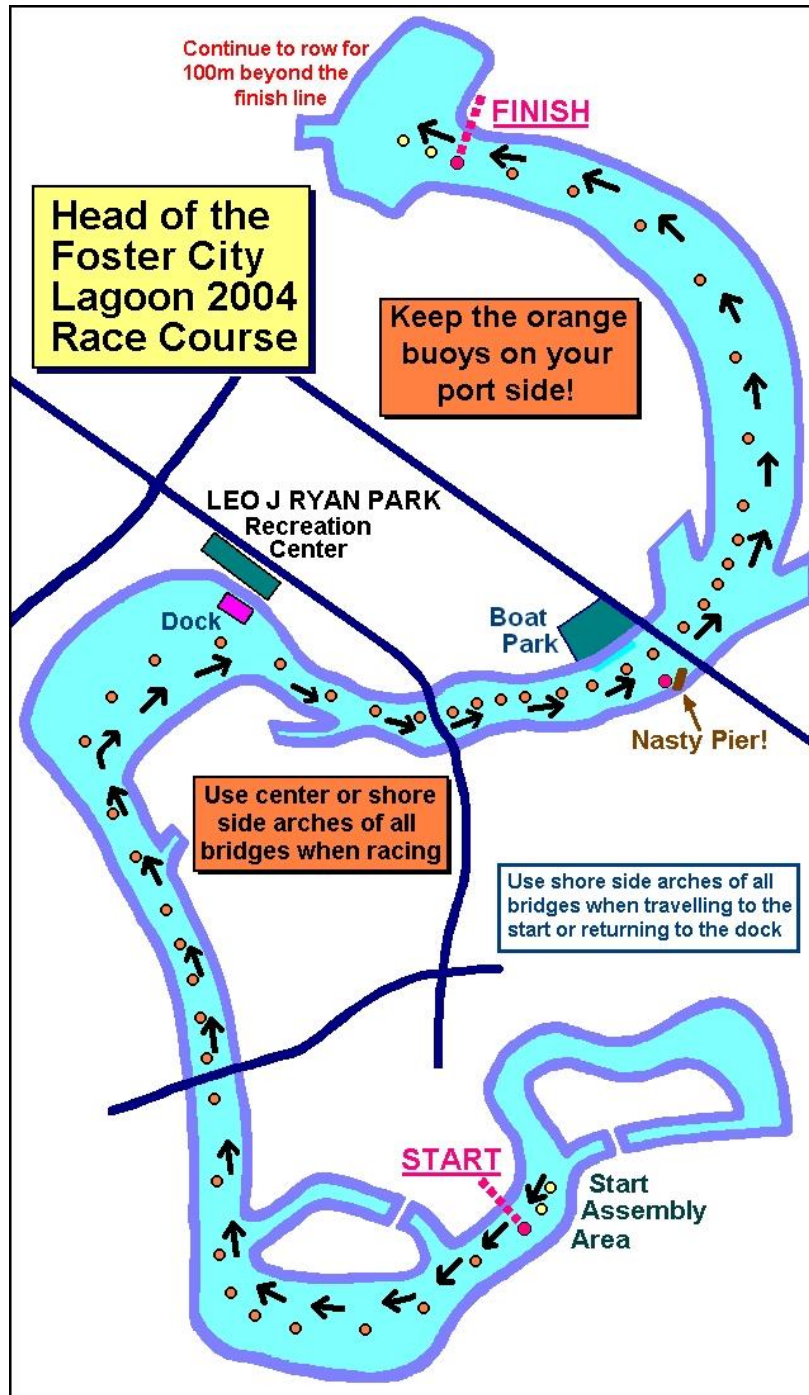 Continue to row for
100m beyond the
finish line
FINISH
Head of the
Foster City
Lagoon 2004
Race Course
Keep the orange
buoys on your
port side!
LEO J RYAN PARK
Recreation
Center
Dock
Boat
Park
Nasty Pier!
Use center or shore
side arches of all
bridges when racing
Use shore side arches of all
bridges when travelling to the
start or returning to the dock
START
Start
Assembly
Area